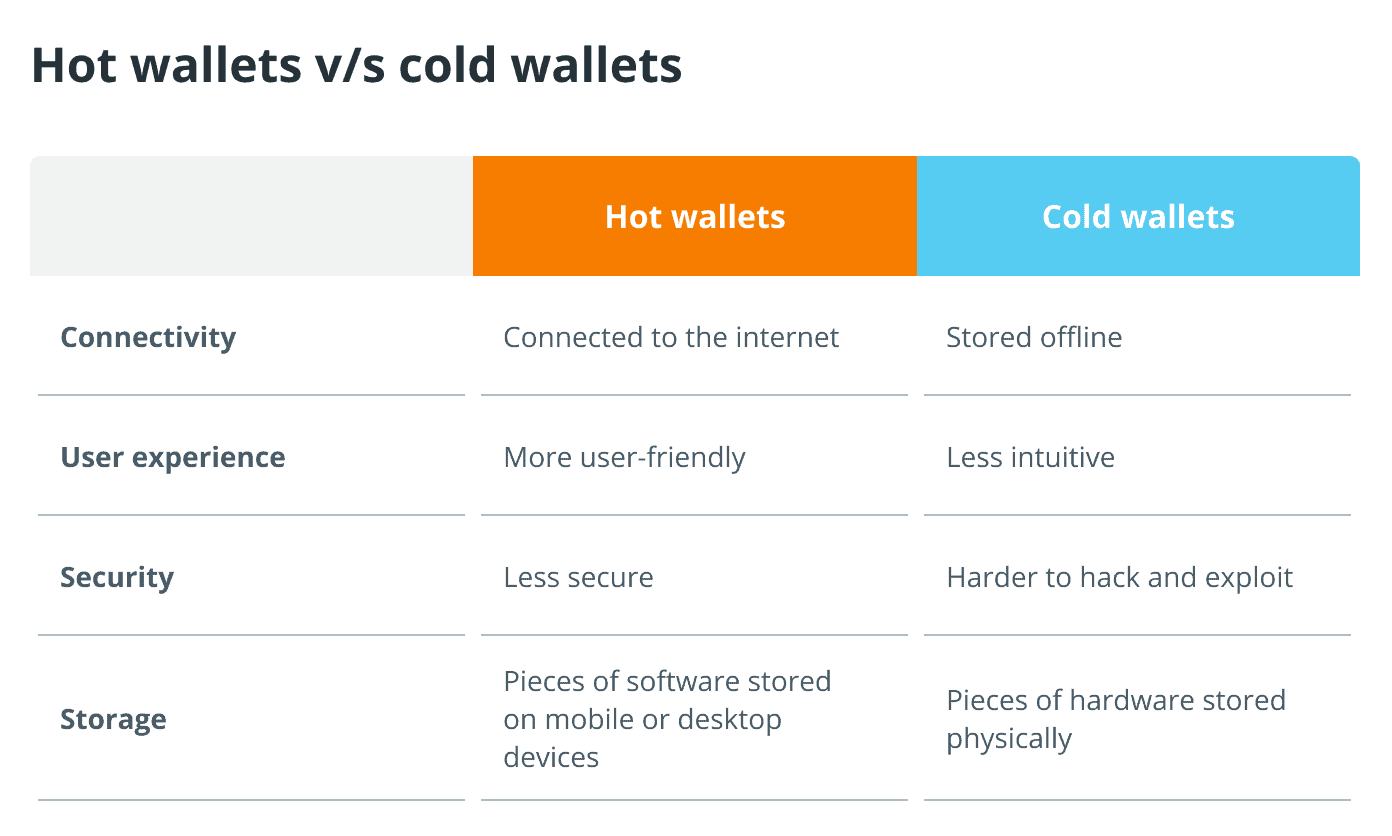 Hot wallets v/s cold wallets
Hot wallets
Cold wallets
Connectivity
Connected to the internet
Stored offline
User experience
More user-friendly
Less intuitive
Security
Less secure
Harder to hack and exploit
Storage
Pieces of software stored
on mobile or desktop
devices
Pieces of hardware stored
physically